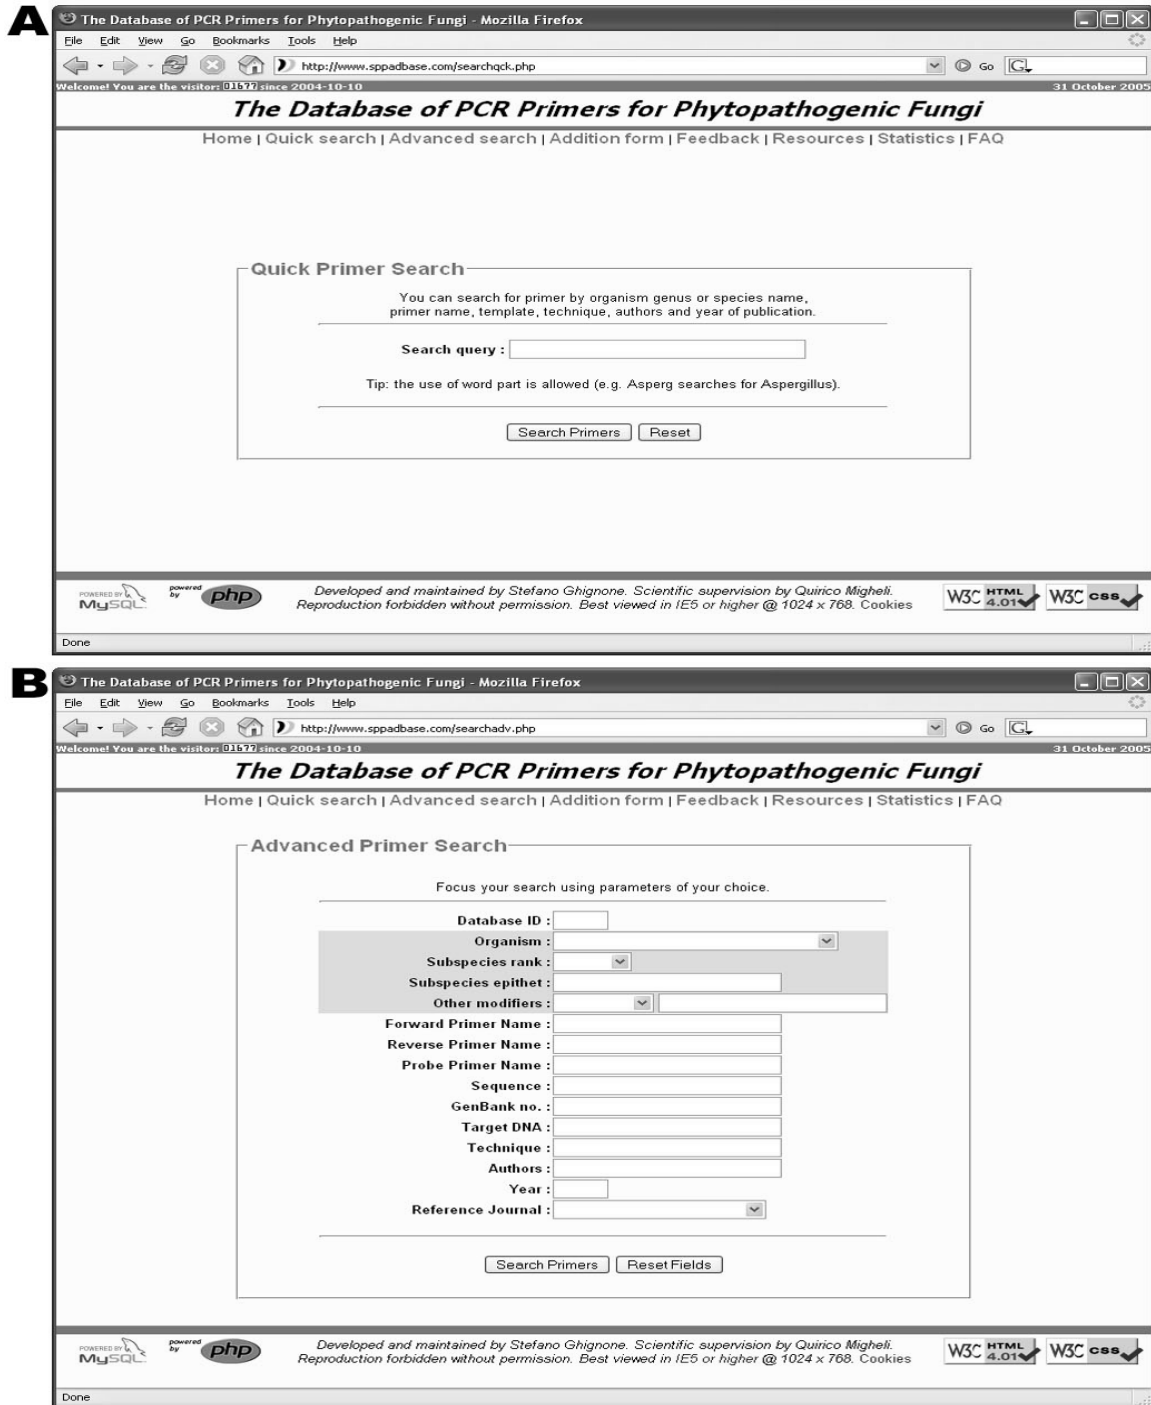 A
The Database of PCR Primers for Phytopathogenic Fungi - Mozilla Firefox
File Edit View Go Bookmarks Tools Help
http://www.sppadbase.com/searchqck.php Go G
Welcome! You are the visitor: 01677 since 2004-10-10 31 October 2005
The Database of PCR Primers for Phytopathogenic Fungi
Home | Quick search | Advanced search | Addition form | Feedback | Resources | Statistics | FAQ
Quick Primer Search
You can search for primer by organism genus or species name,
primer name, template, technique, authors and year of publication.
Search query :
Tip: the use of word part is allowed (e.g. Asperg searches for Aspergillus).
Search Primers Reset
POWERED BY MySQL powered by php Developed and maintained by Stefano Ghignone. Scientific supervision by Quirico Migheli. W3C HTML 4.01 W3C css
Reproduction forbidden without permission. Best viewed in IE5 or higher @ 1024 x 768. Cookies
Done
B
The Database of PCR Primers for Phytopathogenic Fungi - Mozilla Firefox
File Edit View Go Bookmarks Tools Help
http://www.sppadbase.com/searchadv.php Go G
Welcome! You are the visitor: 01677 since 2004-10-10 31 October 2005
The Database of PCR Primers for Phytopathogenic Fungi
Home | Quick search | Advanced search | Addition form | Feedback | Resources | Statistics | FAQ
Advanced Primer Search
Focus your search using parameters of your choice.
Database ID :
Organism :
Subspecies rank :
Subspecies epithet :
Other modifiers :
Forward Primer Name :
Reverse Primer Name :
Probe Primer Name :
Sequence :
GenBank no. :
Target DNA :
Technique :
Authors :
Year :
Reference Journal :
Search Primers Reset Fields
POWERED BY MySQL powered by php Developed and maintained by Stefano Ghignone. Scientific supervision by Quirico Migheli. W3C HTML 4.01 W3C css
Reproduction forbidden without permission. Best viewed in IE5 or higher @ 1024 x 768. Cookies
Done